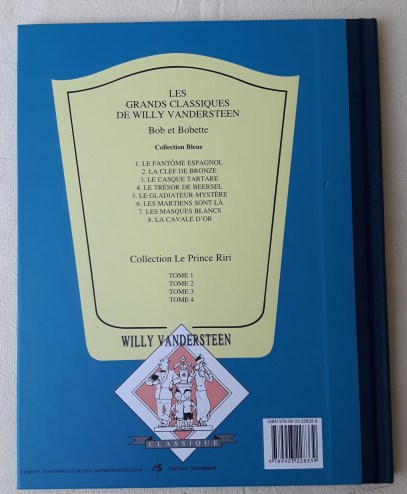 LES
GRANDS CLASSIQUES
DE WILLY VANDERSTEEN
Bob et Bobette
Collection Bleue
1. LE FANTÔME ESPAGNOL
2. LA CLEF DE BRONZE
3. LE CASQUE TARTARE
4. LE TRÉSOR DE BEERSEL
5. LE GLADIATEUR-MYSTÈRE
6. LES MARTIENS SONT LÀ
7. LES MASQUES BLANCS
8. LA CAVALE D'OR
Collection Le Prince Riri
TOME 1
TOME 2
TOME 3
TOME 4
WILLY VANDERSTEEN
CLASSIQUE
Editions Standaard